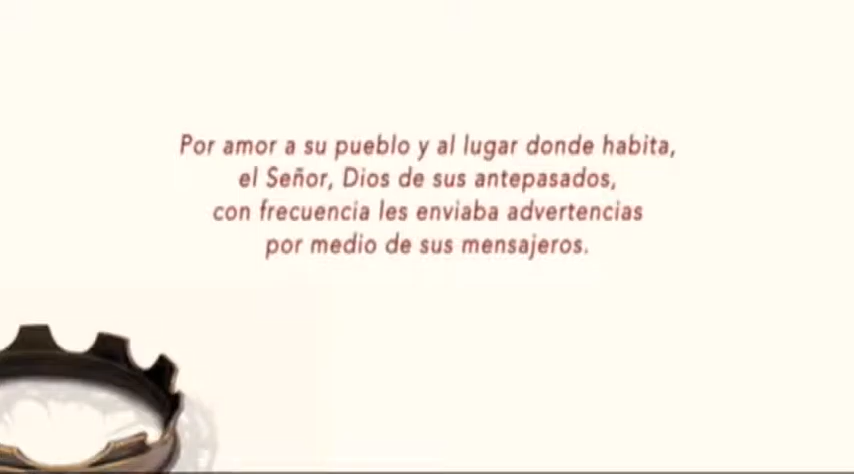 Por amor a su pueblo y al lugar donde habita,
el Señor, Dios de sus antepasados,
con frecuencia les enviaba advertencias
por medio de sus mensajeros.